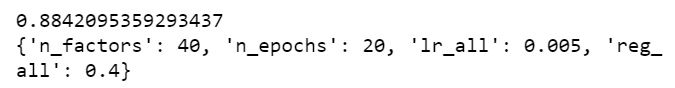 0.8842095359293437
{'n_factors': 40, 'n_epochs': 20, 'lr_all': 0.005, 'reg_
all': 0.4}